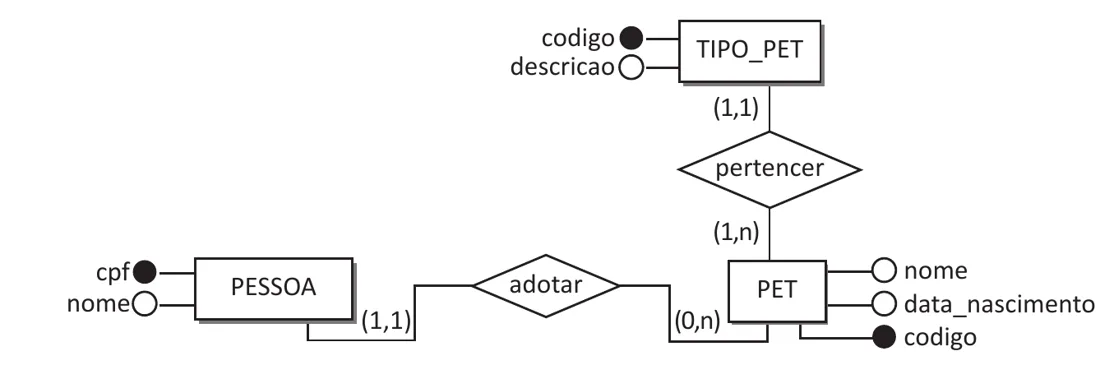 codigo
descricao
TIPO_PET
(1,1)
pertencer
(1,n)
cpf
nome
PESSOA
(1,1)
adotar
(0,n)
PET
nome
data_nascimento
codigo